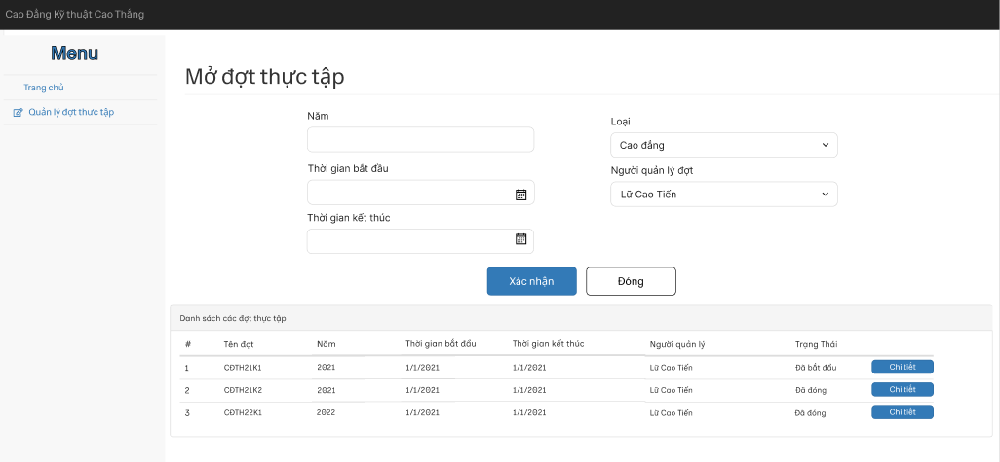 Cao Đẳng Kỹ thuật Cao Thắng
Menu
Trang chủ
Quản lý đợt thưc tập
Mở đợt thực tập
Năm
Loại
Cao đẳng
Thời gian bắt đầu
Người quản lý đợt
Lữ Cao Tiến
Thời gian kết thúc
Xác nhận Đóng
Danh sách các đợt thực tập
# Tên đợt Năm Thời gian bắt đầu Thời gian kết thúc Người quản lý Trạng Thái
1 CĐTH21K1 2021 1/1/2021 1/1/2021 Lữ Cao Tiến Đã bắt đầu Chi tiết
2 CĐTH21K2 2021 1/1/2021 1/1/2021 Lữ Cao Tiến Đã đóng Chi tiết
3 CĐTH22K1 2022 1/1/2021 1/1/2021 Lữ Cao Tiến Đã đóng Chi tiết